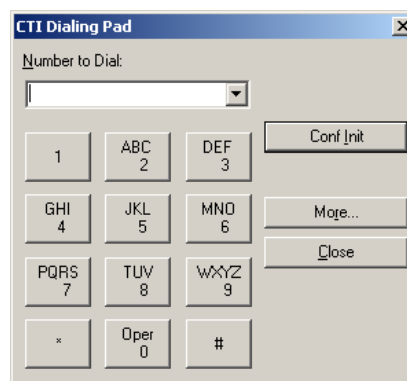 CTI Dialing Pad
Number to Dial:
1
ABC
2
DEF
3
Conf Init
GHI
4
JKL
5
MNO
6
More...
Close
PQRS
7
TUV
8
WXYZ
9
*
Oper
0
#